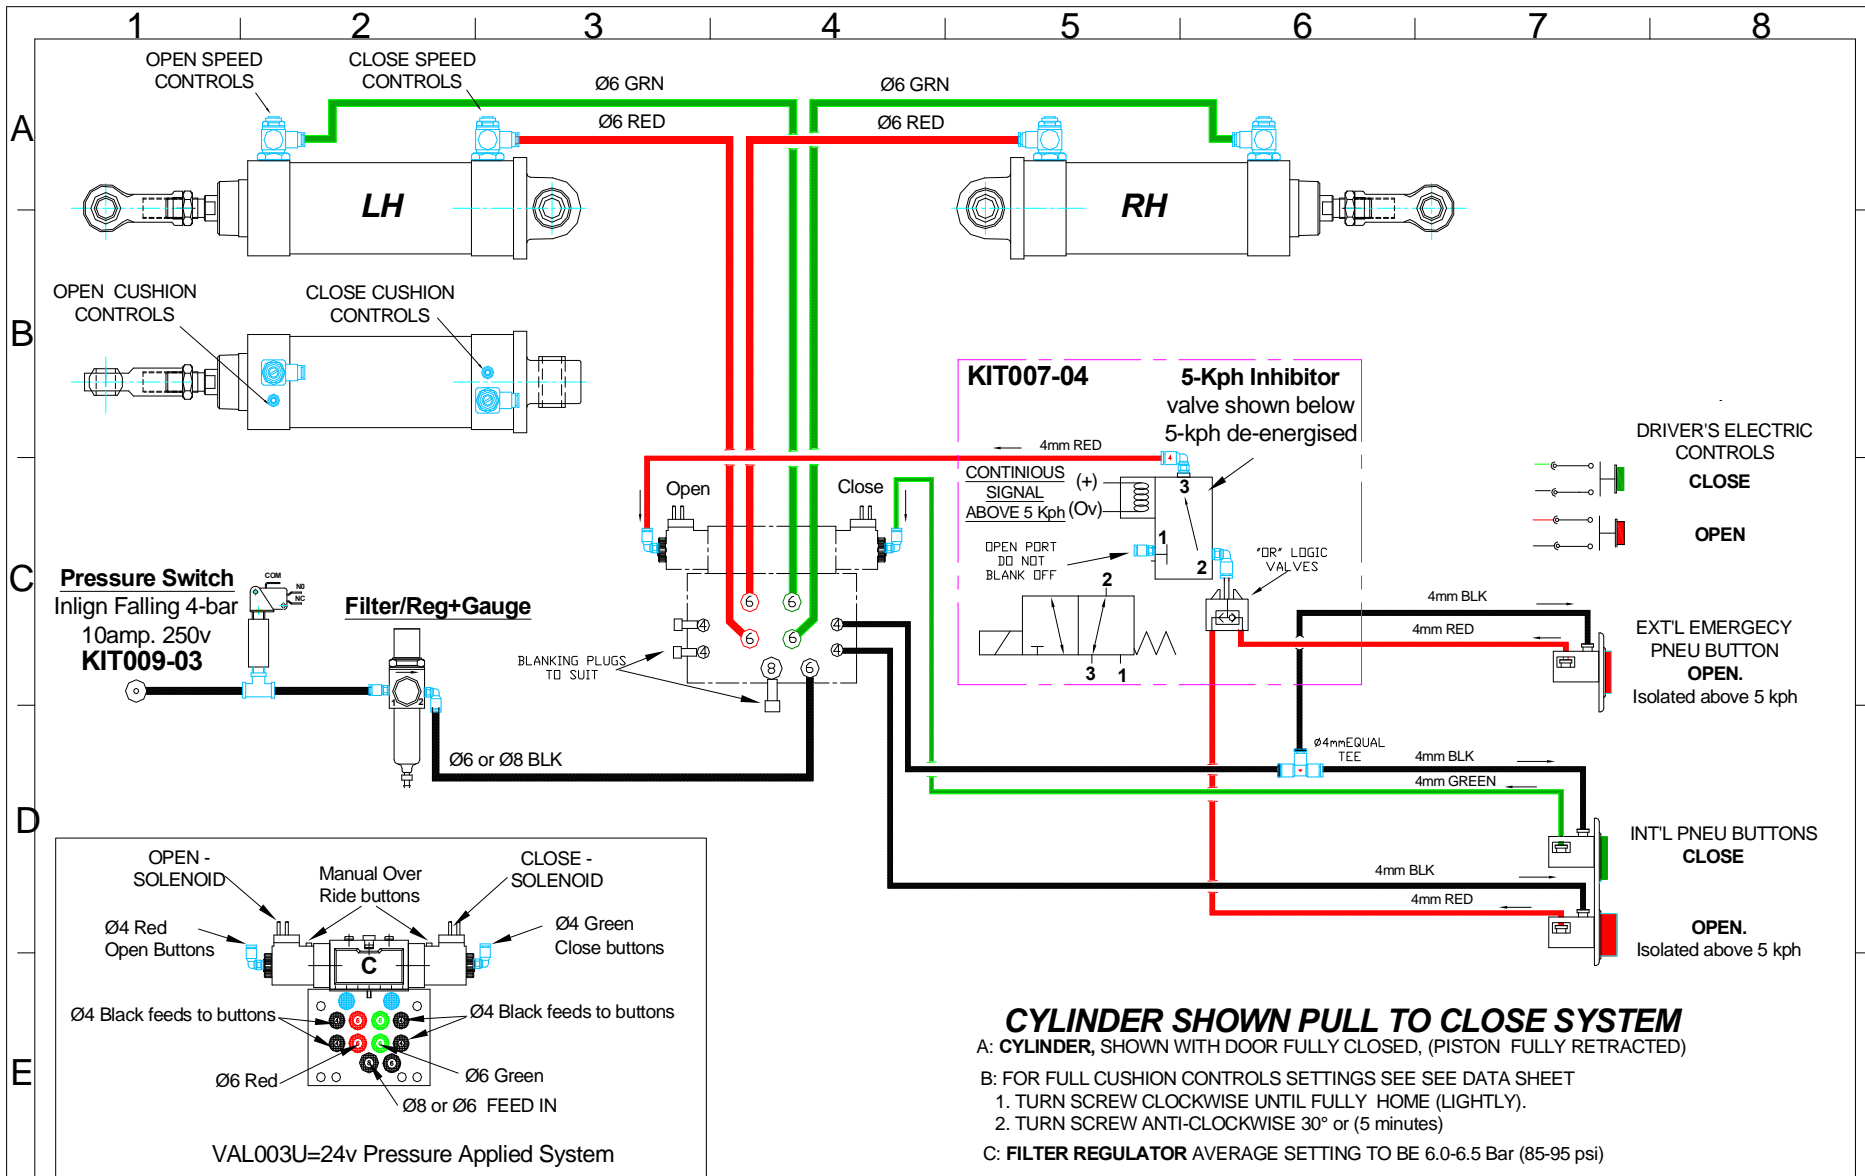 1 2 3 4 5 6 7 8
A
B
C
D
E
OPEN SPEED
CONTROLS
CLOSE SPEED
CONTROLS
Ø6 GRN
Ø6 GRN
Ø6 RED
Ø6 RED
LH
RH
OPEN CUSHION
CONTROLS
CLOSE CUSHION
CONTROLS
KIT007-04
5-Kph Inhibitor
valve shown below
5-kph de-energised
4mm RED
CONTINIOUS
SIGNAL
ABOVE 5 Kph
(+)
(Ov)
4
3
1
2
OPEN PORT
DO NOT
BLANK OFF
"OR" LOGIC
VALVES
2
3 1
DRIVER'S ELECTRIC
CONTROLS
CLOSE
OPEN
Open
Close
Pressure Switch
Inlign Falling 4-bar
10amp. 250v
KIT009-03
COM
NO
NC
Filter/Reg+Gauge
1 2
BLANKING PLUGS
TO SUIT
6 6
6 6
4 4
4 4
8 6
Ø6 or Ø8 BLK
4mm BLK
4mm RED
EXT'L EMERGECY
PNEU BUTTON
OPEN.
Isolated above 5 kph
Ø4mmEQUAL
TEE
4mm BLK
4mm GREEN
INT'L PNEU BUTTONS
CLOSE
4mm BLK
4mm RED
OPEN.
Isolated above 5 kph
OPEN -
SOLENOID
Manual Over
Ride buttons
CLOSE -
SOLENOID
Ø4 Red
Open Buttons
Ø4 Green
Close buttons
C
Ø4 Black feeds to buttons
Ø4 Black feeds to buttons
Ø6 Red
Ø6 Green
Ø8 or Ø6 FEED IN
VAL003U=24v Pressure Applied System
CYLINDER SHOWN PULL TO CLOSE SYSTEM
A: CYLINDER, SHOWN WITH DOOR FULLY CLOSED, (PISTON FULLY RETRACTED)
B: FOR FULL CUSHION CONTROLS SETTINGS SEE SEE DATA SHEET
1. TURN SCREW CLOCKWISE UNTIL FULLY HOME (LIGHTLY).
2. TURN SCREW ANTI-CLOCKWISE 30° or (5 minutes)
C: FILTER REGULATOR AVERAGE SETTING TO BE 6.0-6.5 Bar (85-95 psi)